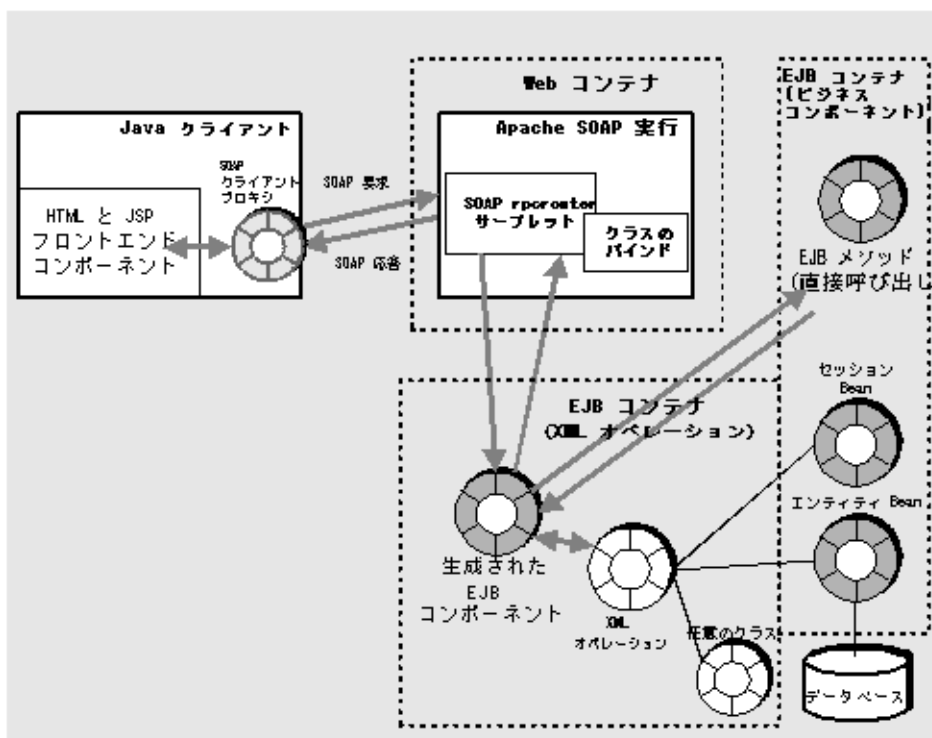 Web コンテナ
EJB コンテナ
(ビジネス
コンポーネント)
Java クライアント
Apache SOAP 実行
SOAP
クライアント
プロキシ
SOAP 要求
SOAP rpcrouter
サーブレット
クラスの
バインド
HTML と JSP
フロントエンド
コンポーネント
SOAP 応答
EJB メソッド
(直接呼び出し
セッション
Bean
EJB コンテナ
(XML オペレーション)
エンティティ Bean
生成された
EJB
コンポーネント
XML
オペレーション
任意のクラス
データベース